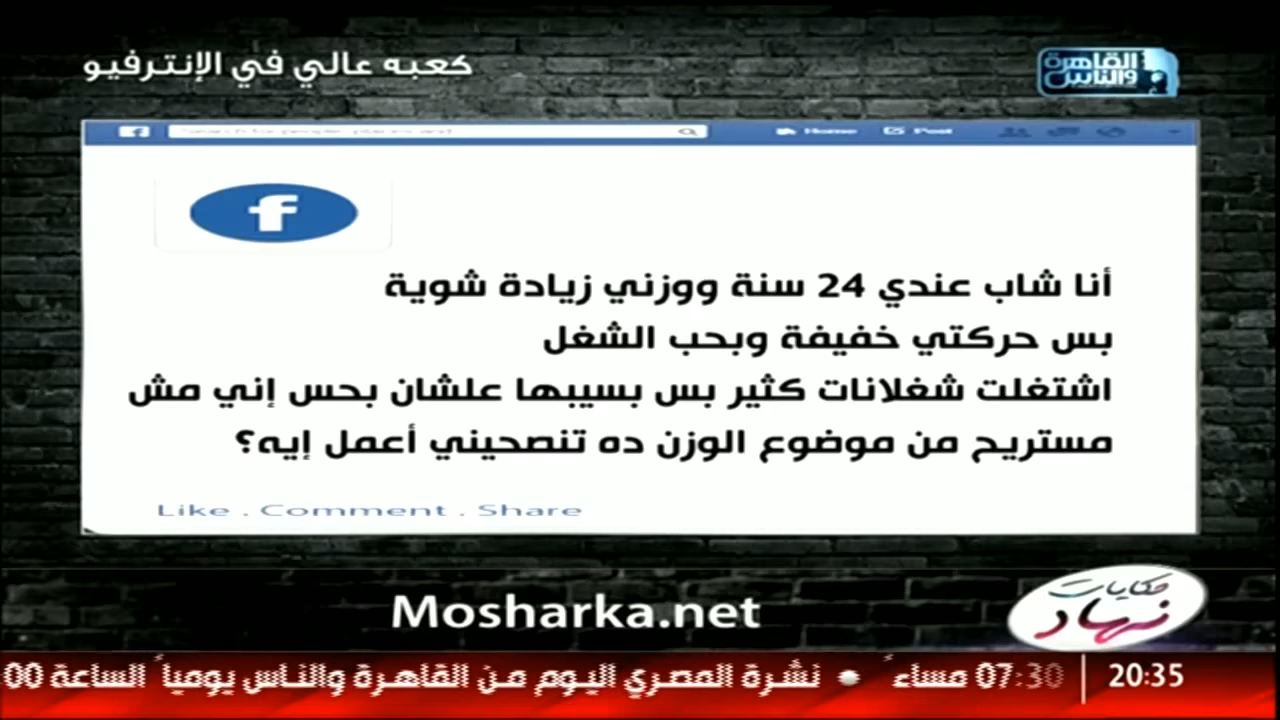 كعبه عالي في الإنترفيو
القاهرة
والناس
Home
Post
f
أنا شاب عندي 24 سنة ووزني زيادة شوية
بس حركتي خفيفة وبحب الشغل
اشتغلت شغلانات كثير بس بسيبها علشان بحس إني مش
مستريح من موضوع الوزن ده تنصحيني أعمل إيه؟
Like . Comment . Share
Mosharka.net
حكايات
نهاد
20:35
07:30 مساءً • نشرة المصري اليوم من القاهرة والناس يومياً الساعة 00